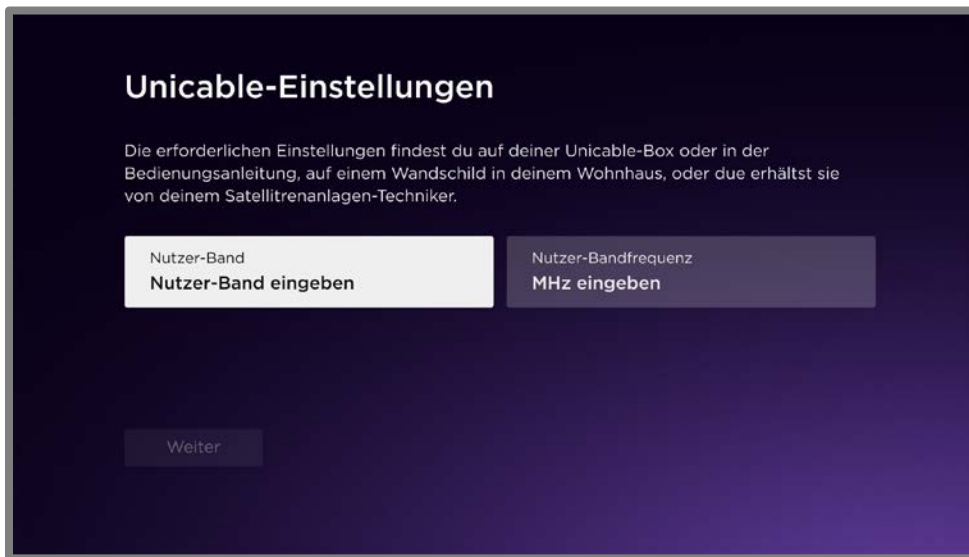 Unicable-Einstellungen
Die erforderlichen Einstellungen findest du auf deiner Unicable-Box oder in der
Bedienungsanleitung, auf einem Wandschild in deinem Wohnhaus, oder due erhältst sie
von deinem Satellitrenanlagen-Techniker.
Nutzer-Band
Nutzer-Band eingeben
Nutzer-Bandfrequenz
MHz eingeben
Weiter